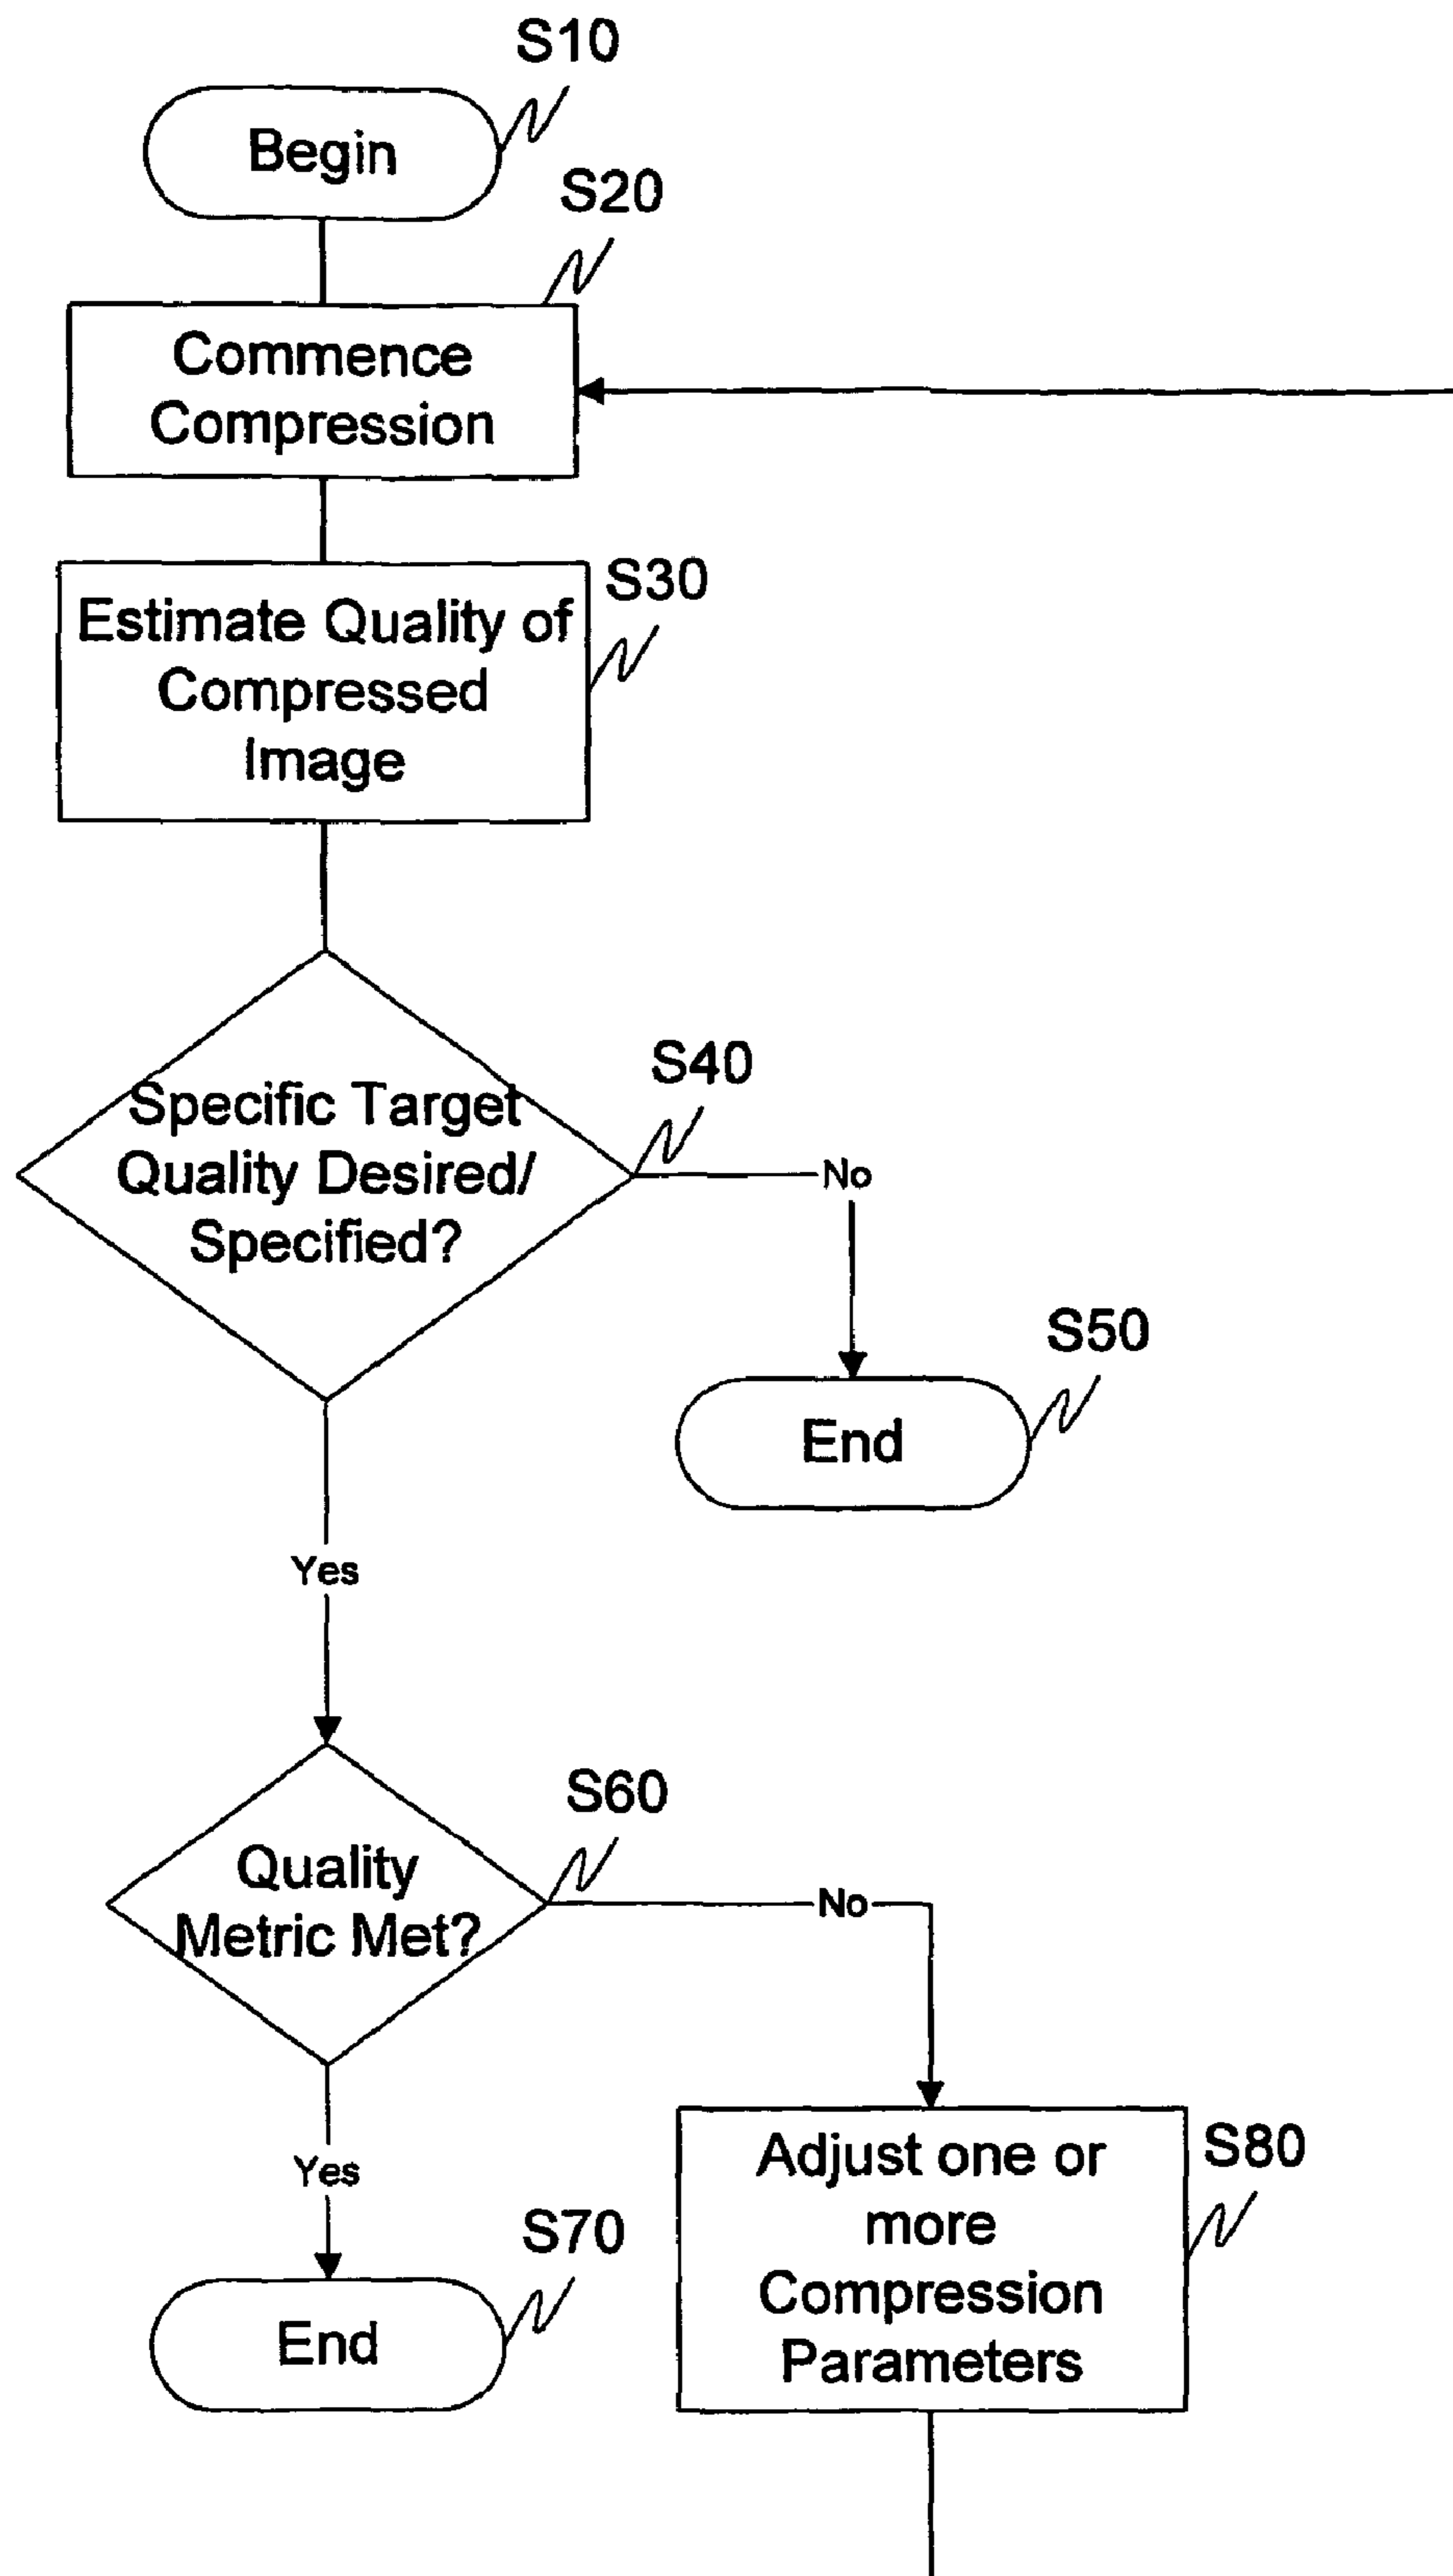 S10
Begin
S20
Commence
Compression
S30
Estimate Quality of
Compressed
Image
S40
Specific Target
Quality Desired/
Specified?
No
S50
End
Yes
S60
Quality
Metric Met?
No
S80
Adjust one or
more
Compression
Parameters
Yes
S70
End